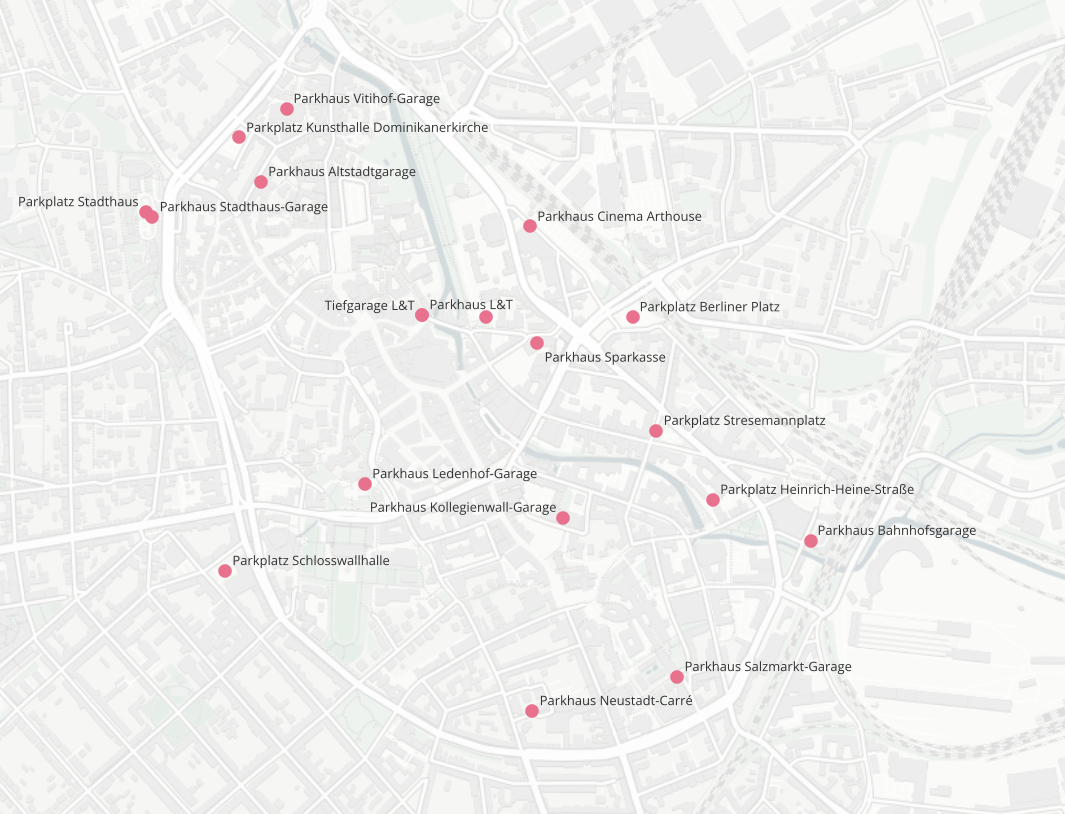 Parkhaus Vitihof-Garage
Parkplatz Kunsthalle Dominikanerkirche
Parkhaus Altstadtgarage
Parkplatz Stadthaus
Parkhaus Stadthaus-Garage
Parkhaus Cinema Arthouse
Tiefgarage L&T
Parkhaus L&T
Parkplatz Berliner Platz
Parkhaus Sparkasse
Parkplatz Stresemannplatz
Parkhaus Ledenhof-Garage
Parkplatz Heinrich-Heine-Straße
Parkhaus Kollegienwall-Garage
Parkhaus Bahnhofsgarage
Parkplatz Schlosswallhalle
Parkhaus Salzmarkt-Garage
Parkhaus Neustadt-Carré